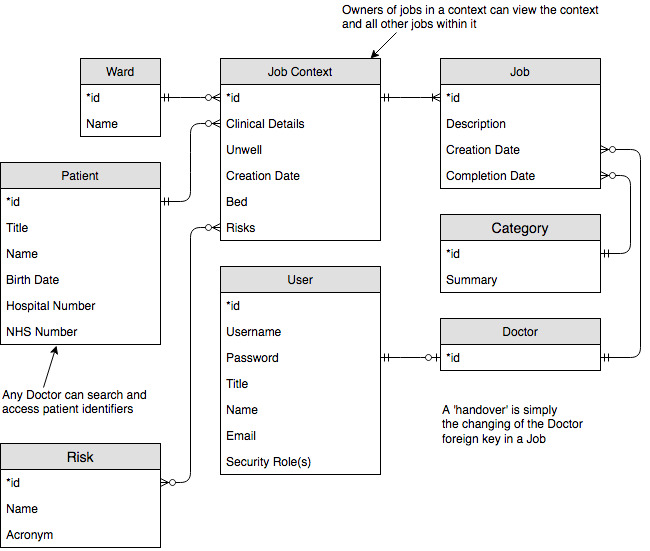 Owners of jobs in a context can view the context
and all other jobs within it
Ward
*id
Name
Job Context
*id
Clinical Details
Unwell
Creation Date
Bed
Risks
Job
*id
Description
Creation Date
Completion Date
Patient
*id
Title
Name
Birth Date
Hospital Number
NHS Number
Category
*id
Summary
User
*id
Username
Password
Title
Name
Email
Security Role(s)
Doctor
*id
Any Doctor can search and
access patient identifiers
A 'handover' is simply
the changing of the Doctor
foreign key in a Job
Risk
*id
Name
Acronym